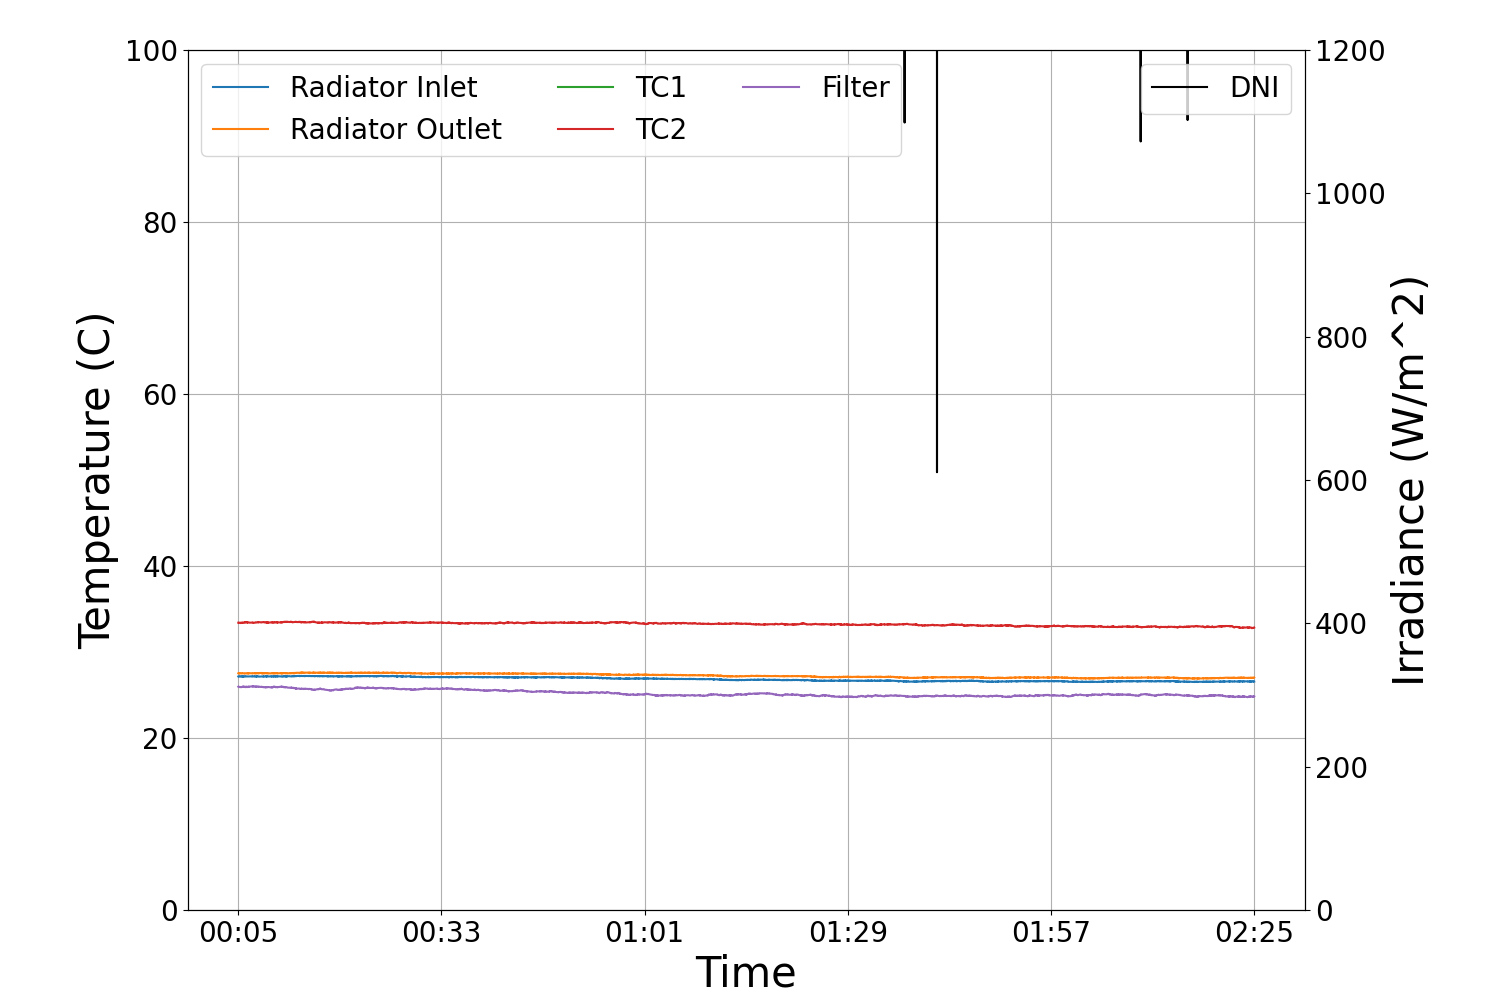 Radiator Inlet
Radiator Outlet
TC1
TC2
Filter
DNI
Temperature (C)
100
80
60
40
20
0
1200
1000
800
600
400
200
0
Irradiance (W/m^2)
00:05 00:33 01:01 01:29 01:57 02:25
Time